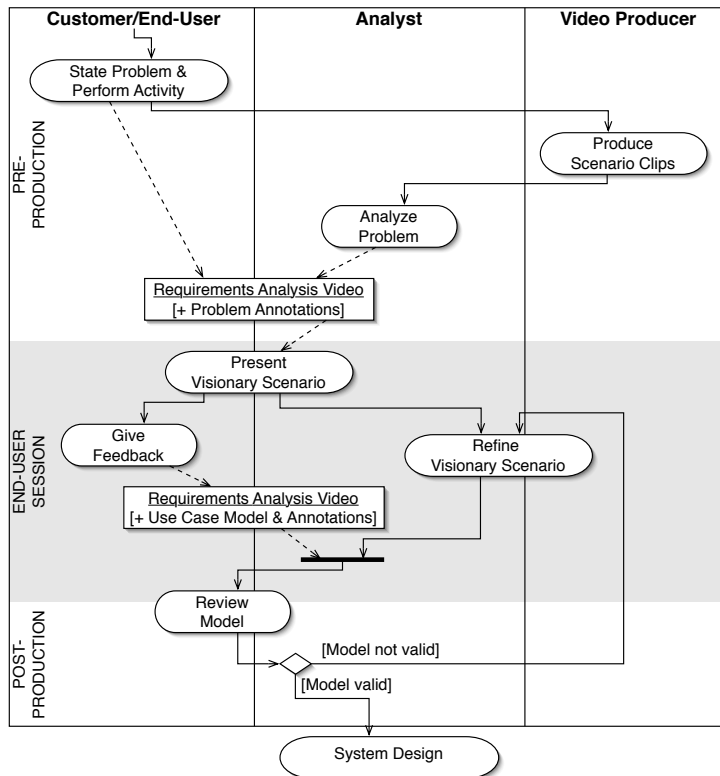 Customer/End-User
Analyst
Video Producer
PRE-
PRODUCTION
State Problem &
Perform Activity
Produce
Scenario Clips
Analyze
Problem
Requirements Analysis Video
[+ Problem Annotations]
END-USER
SESSION
Present
Visionary Scenario
Give
Feedback
Refine
Visionary Scenario
Requirements Analysis Video
[+ Use Case Model & Annotations]
POST-
PRODUCTION
Review
Model
[Model not valid]
[Model valid]
System Design